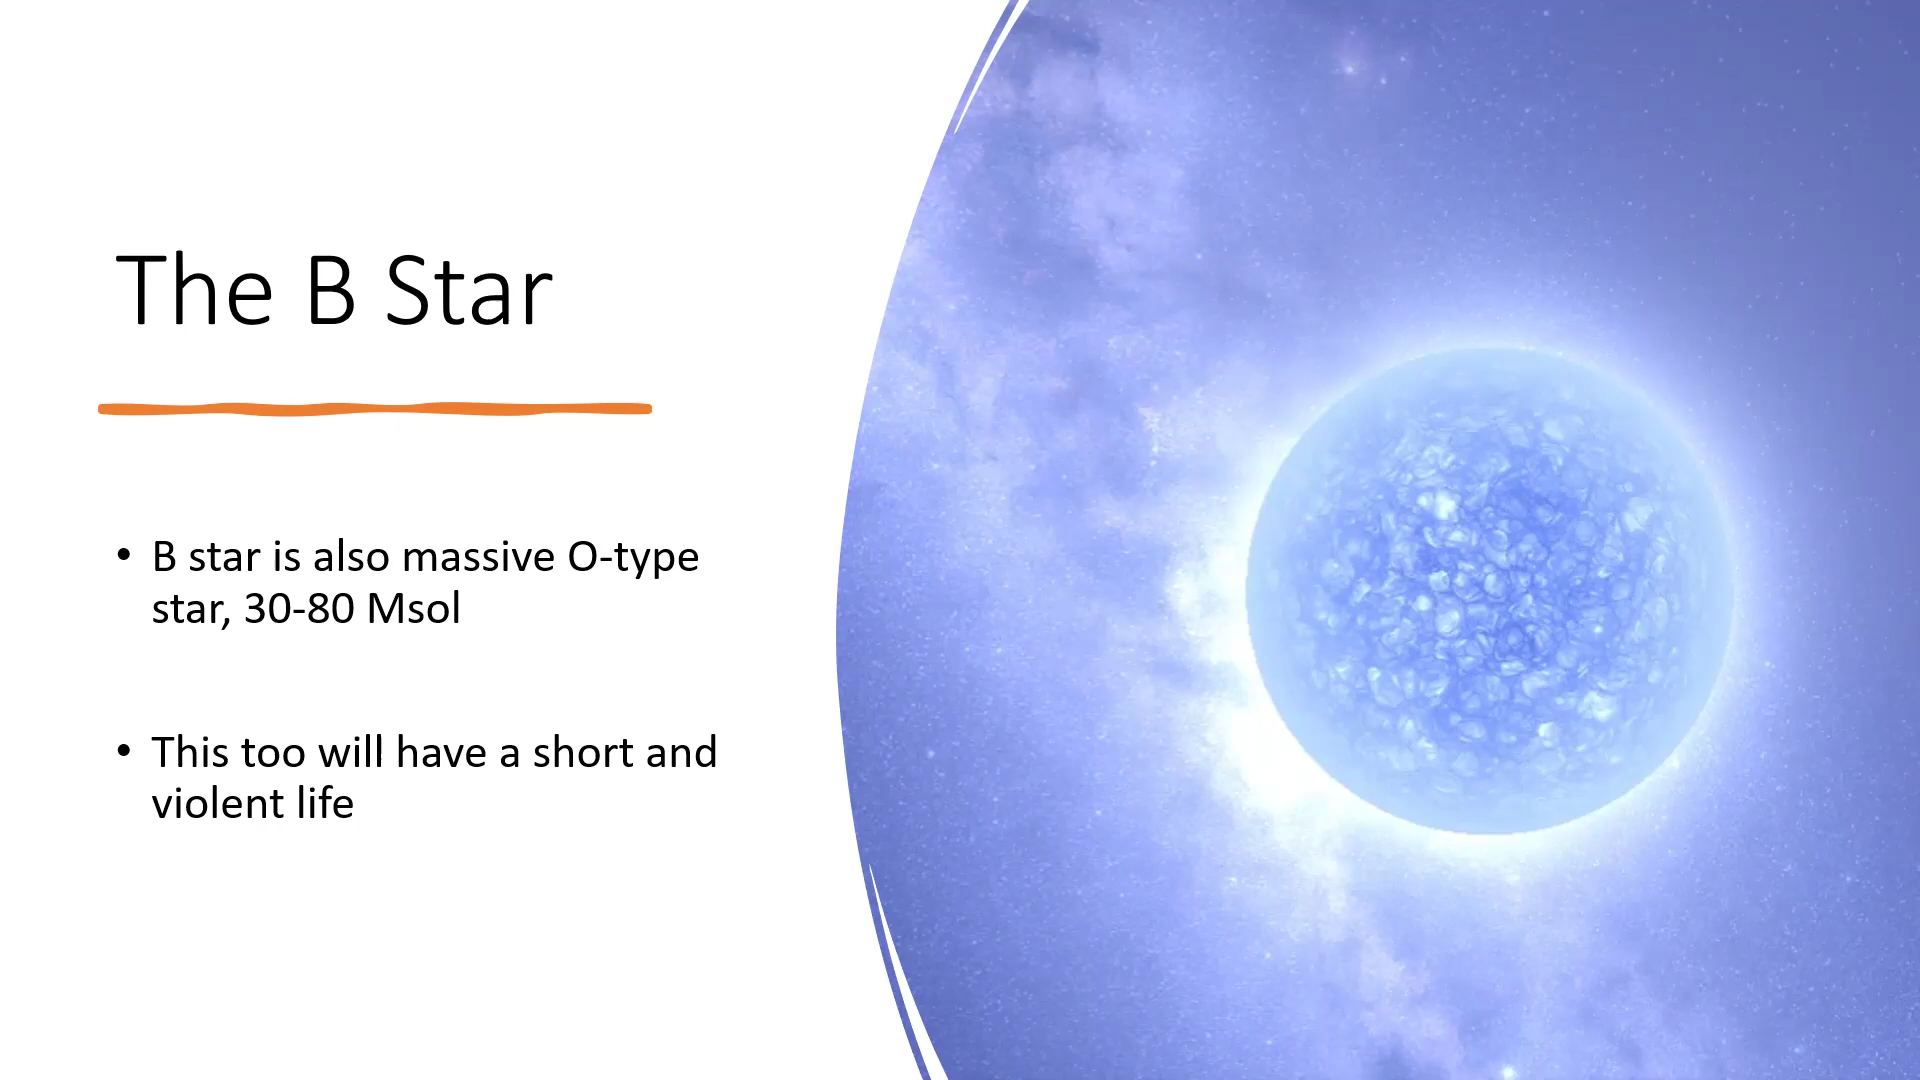 The B Star
• B star is also massive O-type
star, 30-80 Msol
• This too will have a short and
violent life